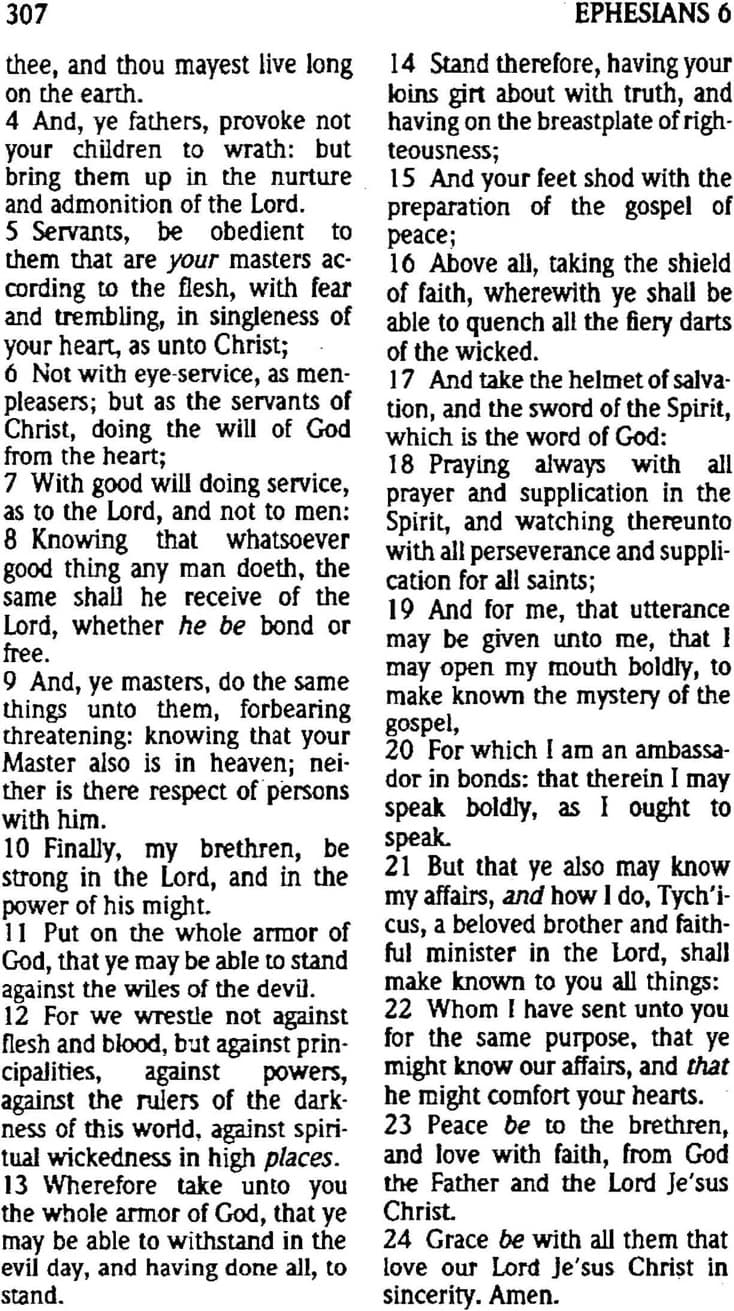 307
EPHESIANS 6
thee, and thou mayest live long
on the earth.
4 And, ye fathers, provoke not
your children to wrath: but
bring them up in the nurture
and admonition of the Lord.
5 Servants, be obedient to
them that are your masters ac-
cording to the flesh, with fear
and trembling, in singleness of
your heart, as unto Christ;
6 Not with eye-service, as men-
pleasers; but as the servants of
Christ, doing the will of God
from the heart;
7 With good will doing service,
as to the Lord, and not to men:
8 Knowing that whatsoever
good thing any man doeth, the
same shall he receive of the
Lord, whether he be bond or
free.
9 And, ye masters, do the same
things unto them, forbearing
threatening: knowing that your
Master also is in heaven; nei-
ther is there respect of persons
with him.
10 Finally, my brethren, be
strong in the Lord, and in the
power of his might.
11 Put on the whole armor of
God, that ye may be able to stand
against the wiles of the devil.
12 For we wrestle not against
flesh and blood, but against prin-
cipalities, against powers,
against the rulers of the dark-
ness of this world, against spiri-
tual wickedness in high places.
13 Wherefore take unto you
the whole armor of God, that ye
may be able to withstand in the
evil day, and having done all, to
stand.
14 Stand therefore, having your
loins girt about with truth, and
having on the breastplate of righ-
teousness;
15 And your feet shod with the
preparation of the gospel of
peace;
16 Above all, taking the shield
of faith, wherewith ye shall be
able to quench all the fiery darts
of the wicked.
17 And take the helmet of salva-
tion, and the sword of the Spirit,
which is the word of God:
18 Praying always with all
prayer and supplication in the
Spirit, and watching thereunto
with all perseverance and suppli-
cation for all saints;
19 And for me, that utterance
may be given unto me, that I
may open my mouth boldly, to
make known the mystery of the
gospel,
20 For which I am an ambassa-
dor in bonds: that therein I may
speak boldly, as I ought to
speak.
21 But that ye also may know
my affairs, and how I do, Tych'i-
cus, a beloved brother and faith-
ful minister in the Lord, shall
make known to you all things:
22 Whom I have sent unto you
for the same purpose, that ye
might know our affairs, and that
he might comfort your hearts.
23 Peace be to the brethren,
and love with faith, from God
the Father and the Lord Je'sus
Christ.
24 Grace be with all them that
love our Lord Je'sus Christ in
sincerity. Amen.